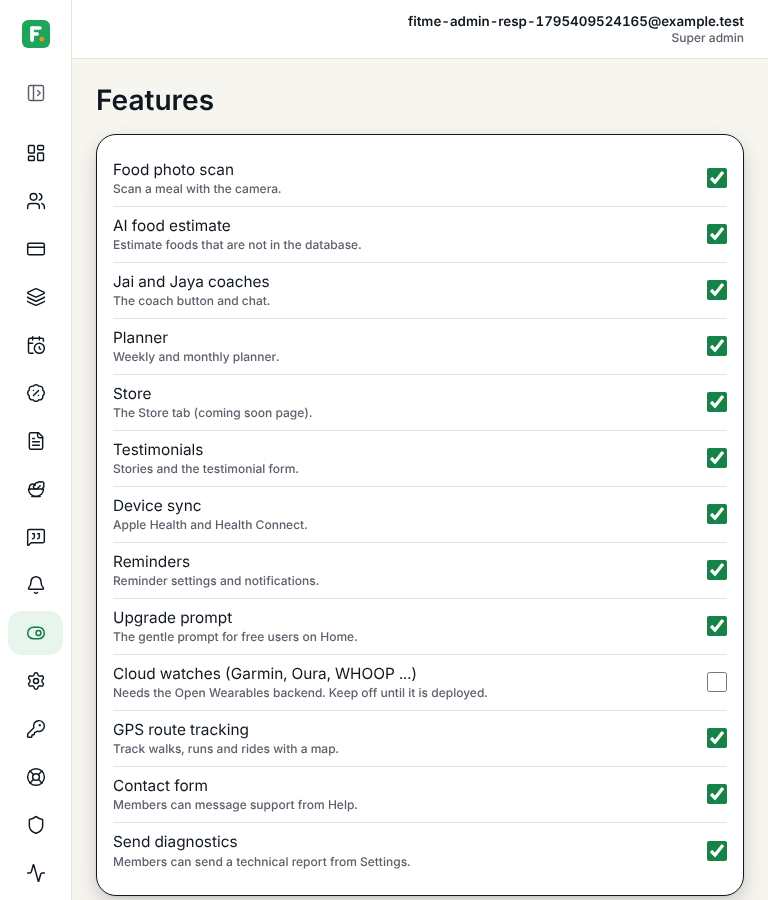 F.
fitme-admin-resp-1795409524165@example.test
Super admin
Features
Food photo scan
Scan a meal with the camera.
AI food estimate
Estimate foods that are not in the database.
Jai and Jaya coaches
The coach button and chat.
Planner
Weekly and monthly planner.
Store
The Store tab (coming soon page).
Testimonials
Stories and the testimonial form.
Device sync
Apple Health and Health Connect.
Reminders
Reminder settings and notifications.
Upgrade prompt
The gentle prompt for free users on Home.
Cloud watches (Garmin, Oura, WHOOP ...)
Needs the Open Wearables backend. Keep off until it is deployed.
GPS route tracking
Track walks, runs and rides with a map.
Contact form
Members can message support from Help.
Send diagnostics
Members can send a technical report from Settings.